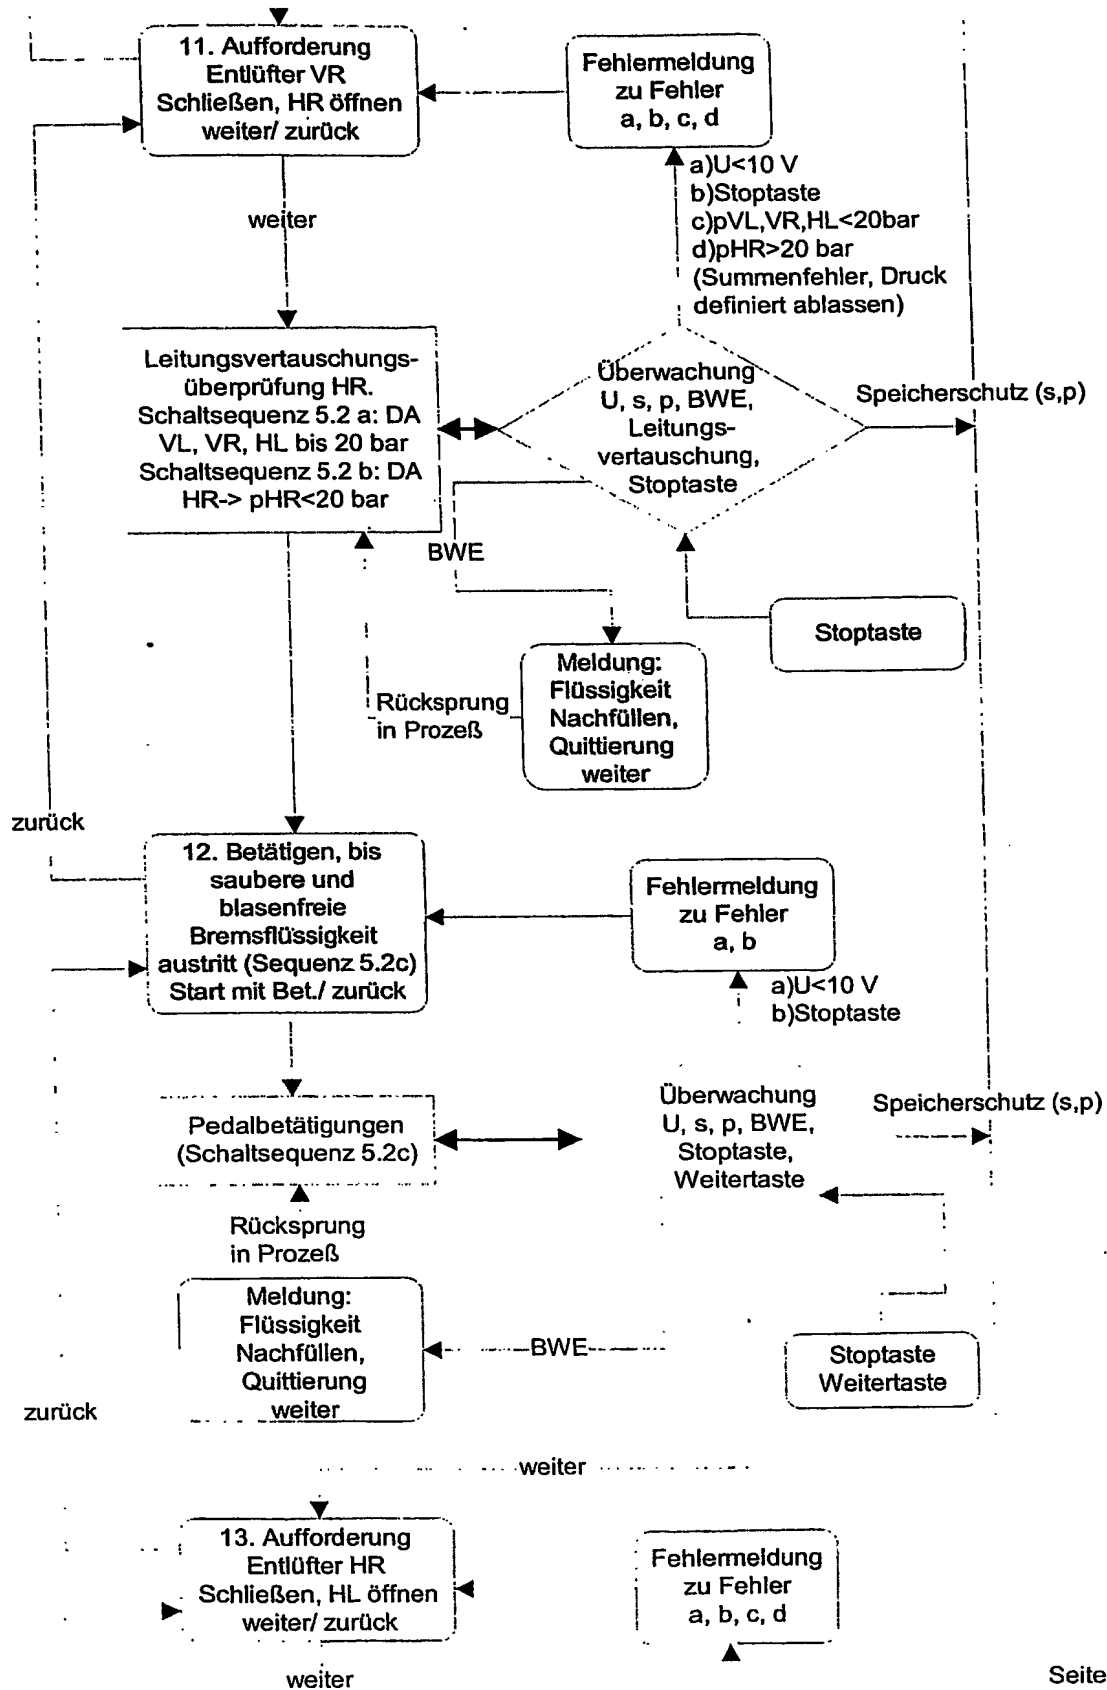 11. Aufforderung
Entlüfter VR
Schließen, HR öffnen
weiter/ zurück
Fehlermeldung
zu Fehler
a, b, c, d
a)U<10 V
b)Stoptaste
c)pVL,VR,HL<20bar
d)pHR>20 bar
(Summenfehler, Druck
definiert ablassen)
weiter
Leitungsvertauschungs-
überprüfung HR.
Schaltsequenz 5.2 a: DA
VL, VR, HL bis 20 bar
Schaltsequenz 5.2 b: DA
HR-> pHR<20 bar
Überwachung
U, s, p, BWE,
Leitungs-
vertauschung,
Stoptaste
Speicherschutz (s,p)
BWE
Stoptaste
Meldung:
Flüssigkeit
Nachfüllen,
Quittierung
weiter
Rücksprung
in Prozeß
zurück
12. Betätigen, bis
saubere und
blasenfreie
Bremsflüssigkeit
austritt (Sequenz 5.2c)
Start mit Bet./ zurück
Fehlermeldung
zu Fehler
a, b
a)U<10 V
b)Stoptaste
Pedalbetätigungen
(Schaltsequenz 5.2c)
Überwachung
U, s, p, BWE,
Stoptaste,
Weitertaste
Speicherschutz (s,p)
Rücksprung
in Prozeß
Meldung:
Flüssigkeit
Nachfüllen,
Quittierung
weiter
BWE
Stoptaste
Weitertaste
zurück
weiter
13. Aufforderung
Entlüfter HR
Schließen, HL öffnen
weiter/ zurück
Fehlermeldung
zu Fehler
a, b, c, d
weiter
Seite